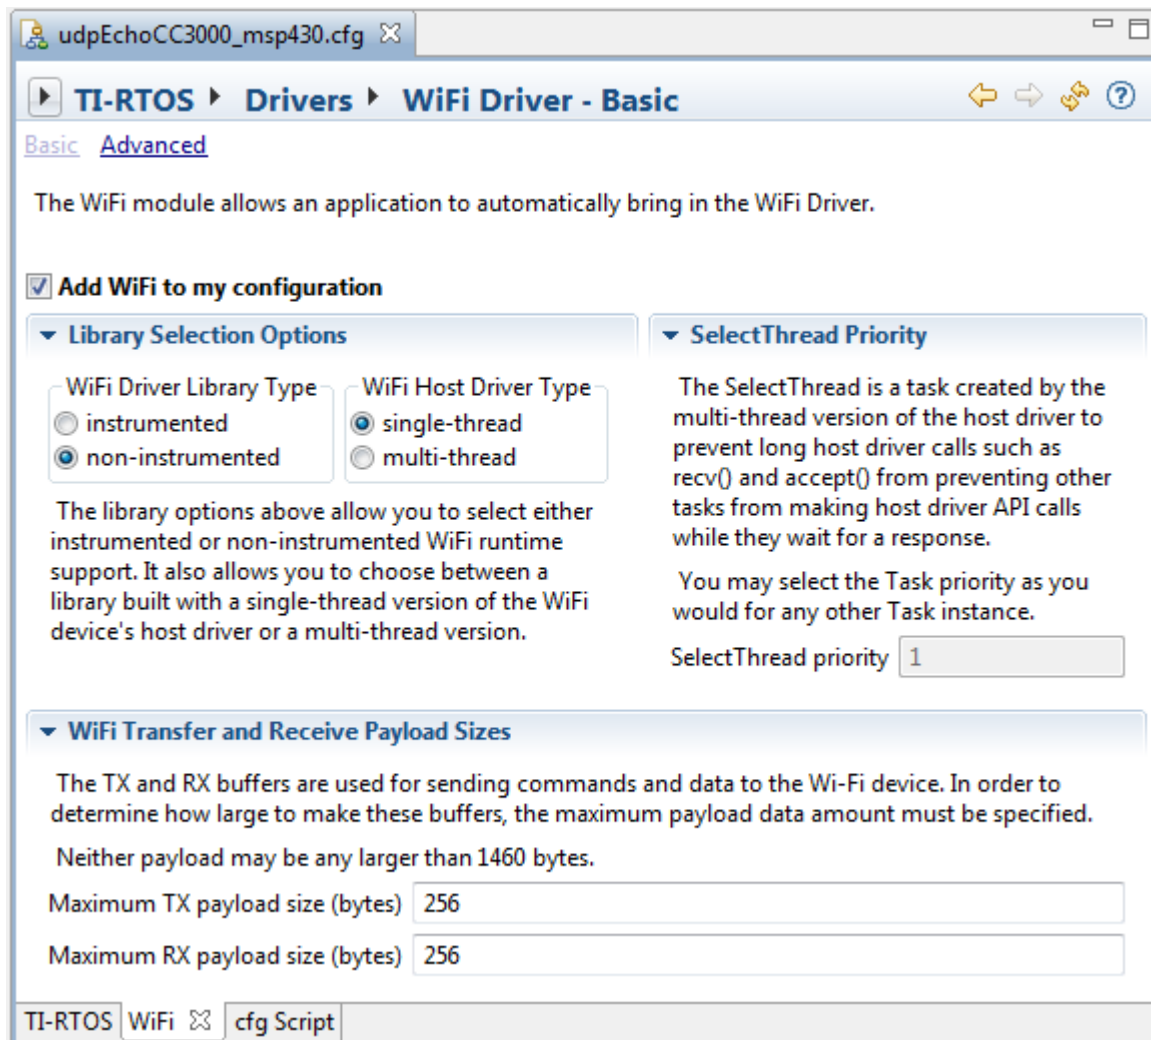 udpEchoCC3000_msp430.cfg
TI-RTOS Drivers WiFi Driver - Basic
Basic Advanced
The WiFi module allows an application to automatically bring in the WiFi Driver.
Add WiFi to my configuration
Library Selection Options
WiFi Driver Library Type
instrumented
non-instrumented
WiFi Host Driver Type
single-thread
multi-thread
The library options above allow you to select either
instrumented or non-instrumented WiFi runtime
support. It also allows you to choose between a
library built with a single-thread version of the WiFi
device's host driver or a multi-thread version.
SelectThread Priority
The SelectThread is a task created by the
multi-thread version of the host driver to
prevent long host driver calls such as
recv() and accept() from preventing other
tasks from making host driver API calls
while they wait for a response.
You may select the Task priority as you
would for any other Task instance.
SelectThread priority 1
WiFi Transfer and Receive Payload Sizes
The TX and RX buffers are used for sending commands and data to the Wi-Fi device. In order to
determine how large to make these buffers, the maximum payload data amount must be specified.
Neither payload may be any larger than 1460 bytes.
Maximum TX payload size (bytes) 256
Maximum RX payload size (bytes) 256
TI-RTOS WiFi cfg Script